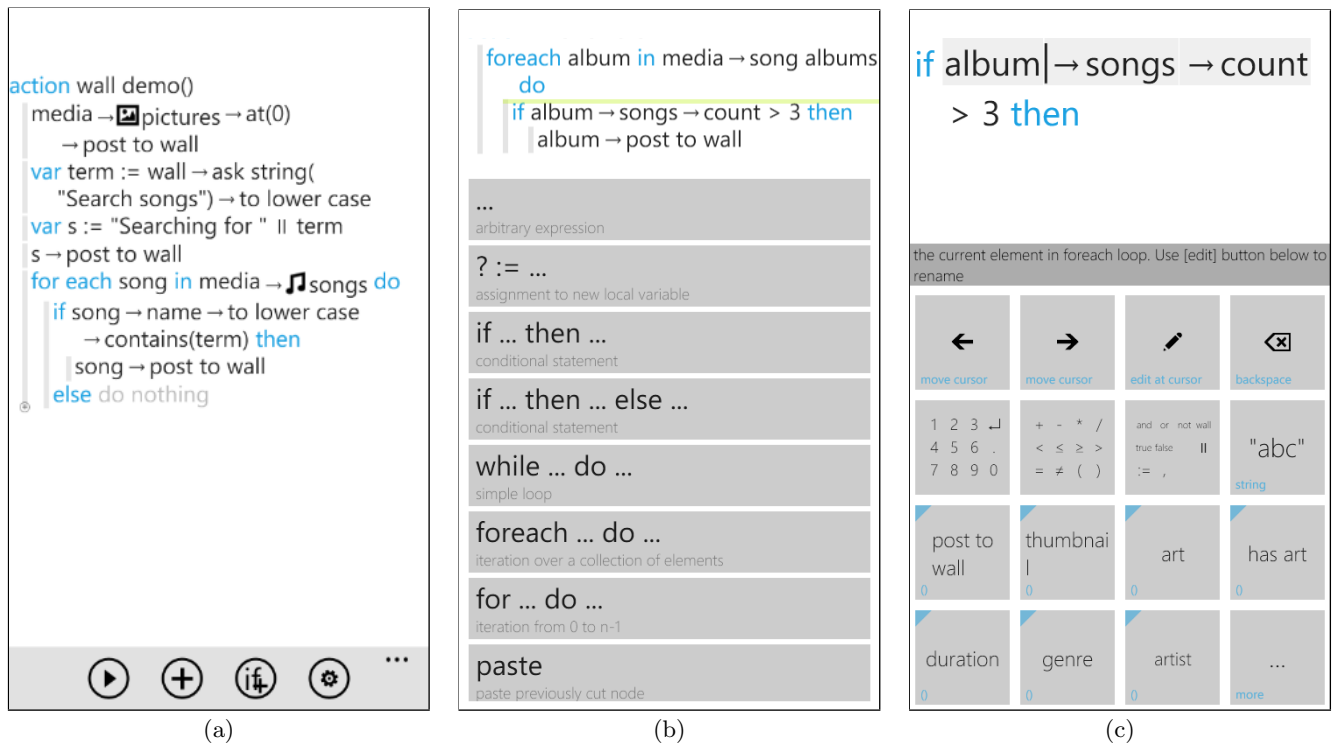 action wall demo()
media → pictures → at(0)
→ post to wall
var term := wall → ask string(
"Search songs") → to lower case
var s := "Searching for " || term
s → post to wall
for each song in media → songs do
if song → name → to lower case
→ contains(term) then
song → post to wall
else do nothing
if
(a)
foreach album in media → song albums
do
if album → songs → count > 3 then
album → post to wall
...
arbitrary expression
? := ...
assignment to new local variable
if ... then ...
conditional statement
if ... then ... else ...
conditional statement
while ... do ...
simple loop
foreach ... do ...
iteration over a collection of elements
for ... do ...
iteration from 0 to n-1
paste
paste previously cut node
(b)
if album → songs → count
> 3 then
the current element in foreach loop. Use [edit] button below to
rename
move cursor
move cursor
edit at cursor
backspace
1 2 3 ↵
4 5 6 .
7 8 9 0
+ - * /
< ≤ ≥ >
= ≠ ( )
and or not wall
true false ||
:= ,
"abc"
string
post to
wall
()
thumbnai
l
()
art
()
has art
()
duration
()
genre
()
artist
()
...
more
(c)